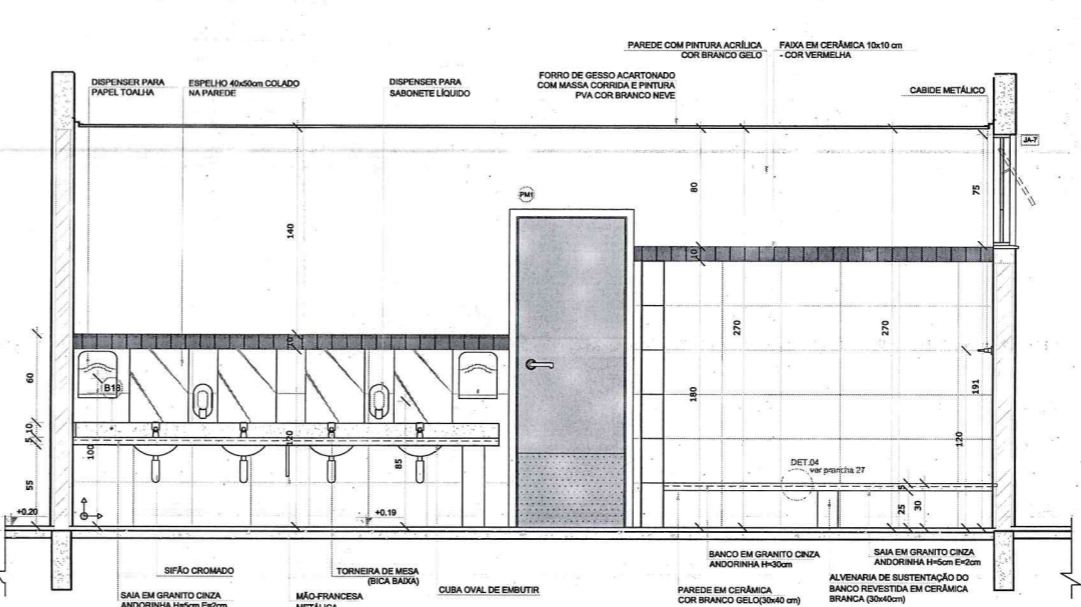 PAREDE COM PINTURA ACRÍLICA
COR BRANCO GELO
FAIXA EM CERÂMICA 10x10 cm
- COR VERMELHA
DISPENSER PARA
PAPEL TOALHA
ESPELHO 40x50cm COLADO
NA PAREDE
DISPENSER PARA
SABONETE LÍQUIDO
FORRO DE GESSO ACARTONADO
COM MASSA CORRIDA E PINTURA
PVA COR BRANCO NEVE
CABIDE METÁLICO
JA-7
PM1
80
75
140
10
10
270
270
60
B18
180
191
10
5
100
120
85
120
DET.04
ver prancha 27
55
5
25
30
+0.20
+0.19
SIFÃO CROMADO
TORNEIRA DE MESA
(BICA BAIXA)
CUBA OVAL DE EMBUTIR
BANCO EM GRANITO CINZA
ANDORINHA H=30cm
SAIA EM GRANITO CINZA
ANDORINHA H=5cm E=2cm
SAIA EM GRANITO CINZA
ANDORINHA H=5cm E=2cm
MÃO-FRANCESA
METÁLICA
PAREDE EM CERÂMICA
COR BRANCO GELO(30x40 cm)
ALVENARIA DE SUSTENTAÇÃO DO
BANCO REVESTIDA EM CERÂMICA
BRANCA (30x40cm)